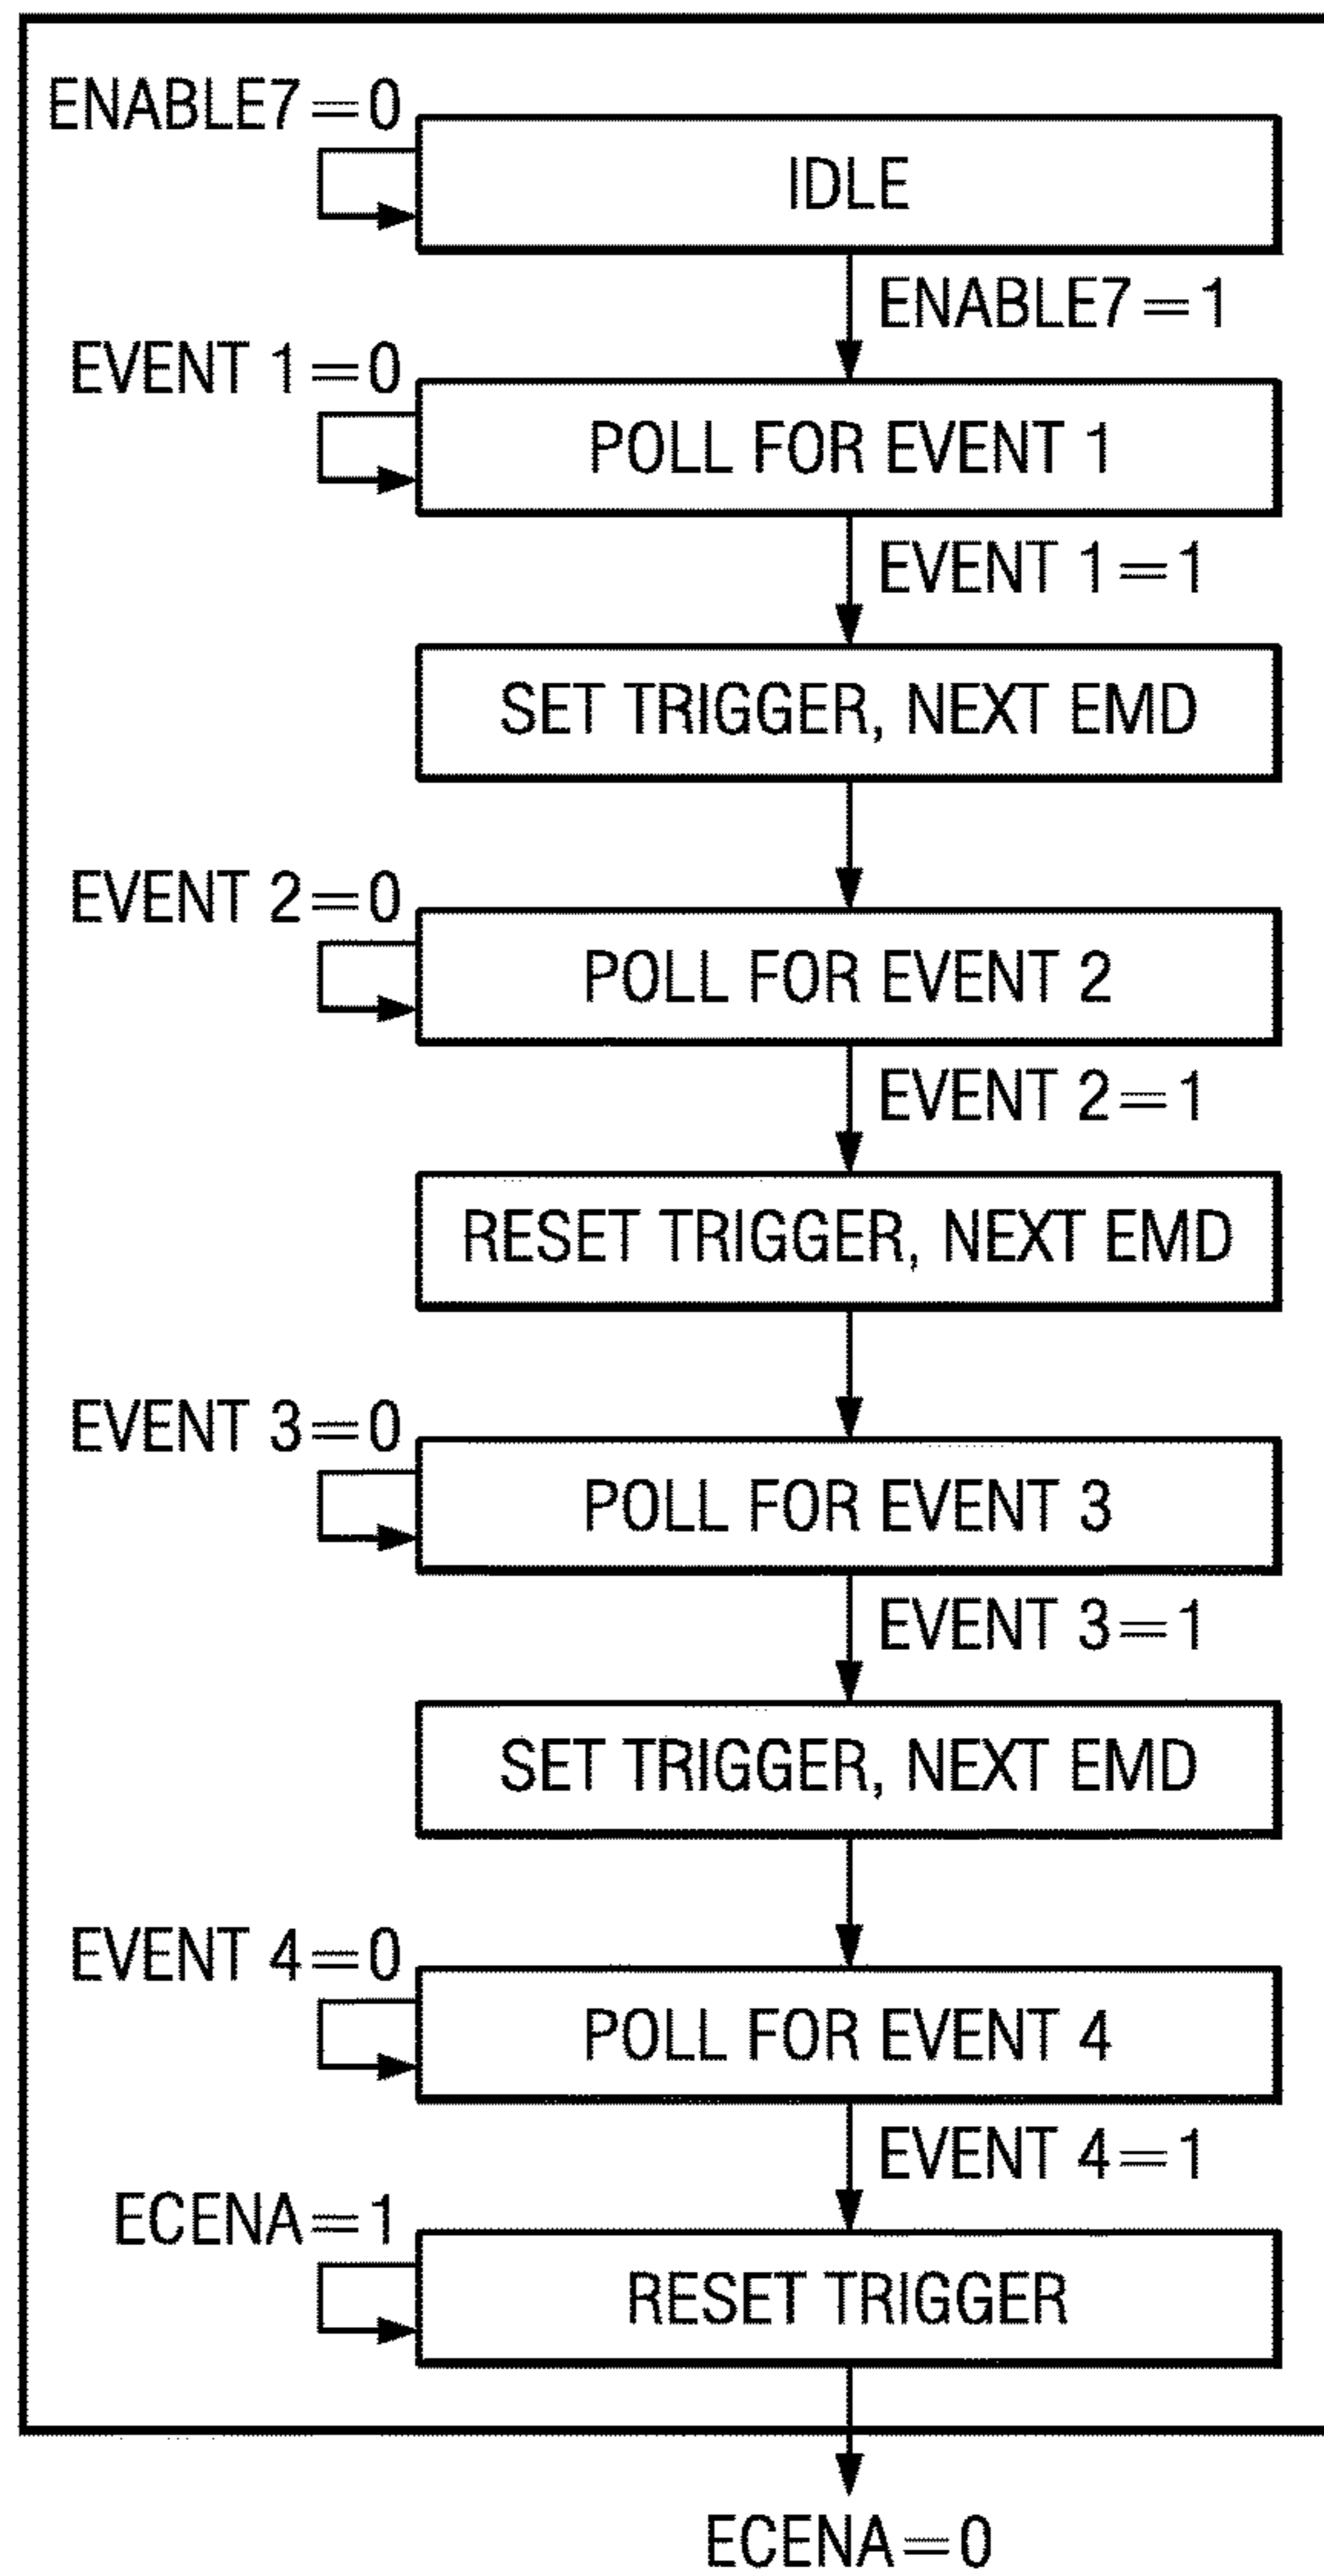 ENABLE7=0
IDLE
ENABLE7=1
EVENT 1=0
POLL FOR EVENT 1
EVENT 1=1
SET TRIGGER, NEXT EMD
EVENT 2=0
POLL FOR EVENT 2
EVENT 2=1
RESET TRIGGER, NEXT EMD
EVENT 3=0
POLL FOR EVENT 3
EVENT 3=1
SET TRIGGER, NEXT EMD
EVENT 4=0
POLL FOR EVENT 4
EVENT 4=1
ECENA=1
RESET TRIGGER
ECENA=0